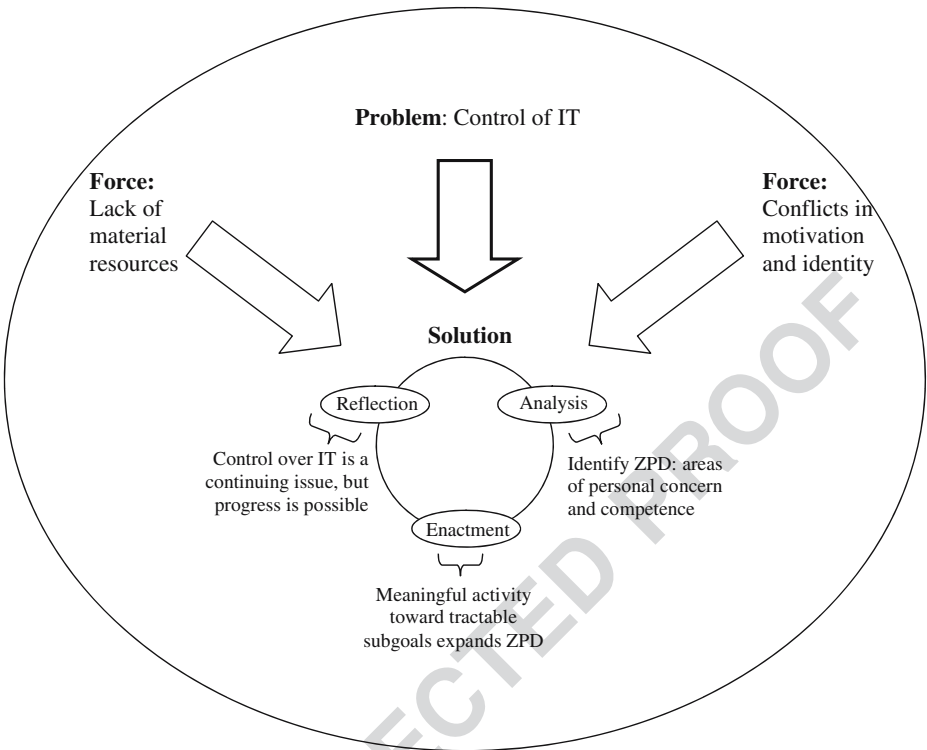 Problem: Control of IT
Force:
Lack of
material
resources
Force:
Conflicts in
motivation
and identity
Solution
Reflection
Analysis
Control over IT is a
continuing issue, but
progress is possible
Identify ZPD: areas
of personal concern
and competence
Enactment
Meaningful activity
toward tractable
subgoals expands ZPD
ECTED PROOF